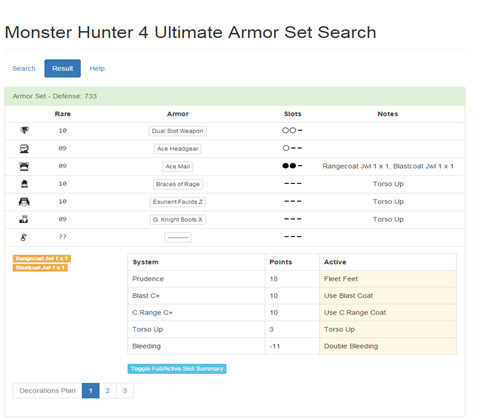 Monster Hunter 4 Ultimate Armor Set Search
Search Result Help
Armor Set - Defense: 733
Rare Armor Slots Notes
10 Dual Slot Weapon ○○-
09 Ace Headgear ○--
09 Ace Mail ●●- Rangecoat Jwl 1 x 1, Blastcoat Jwl 1 x 1
10 Braces of Rage --- Torso Up
10 Esurient Faulds Z --- Torso Up
09 G. Knight Boots X --- Torso Up
?? ---------- ---
Rangecoat Jwl 1 x 1
Blastcoat Jwl 1 x 1
System Points Active
Prudence 18 Fleet Feet
Blast C+ 10 Use Blast Coat
C.Range C+ 10 Use C.Range Coat
Torso Up 3 Torso Up
Bleeding -11 Double Bleeding
Toggle Full/Active Skill Summary
Decorations Plan 1 2 3